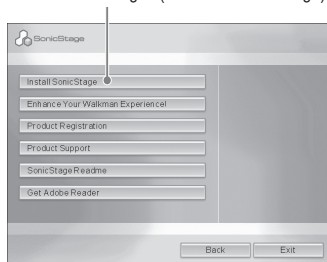 SonicStage
Install SonicStage
Enhance Your Walkman Experience!
Product Registration
Product Support
SonicStage Readme
Get Adobe Reader
Back
Exit